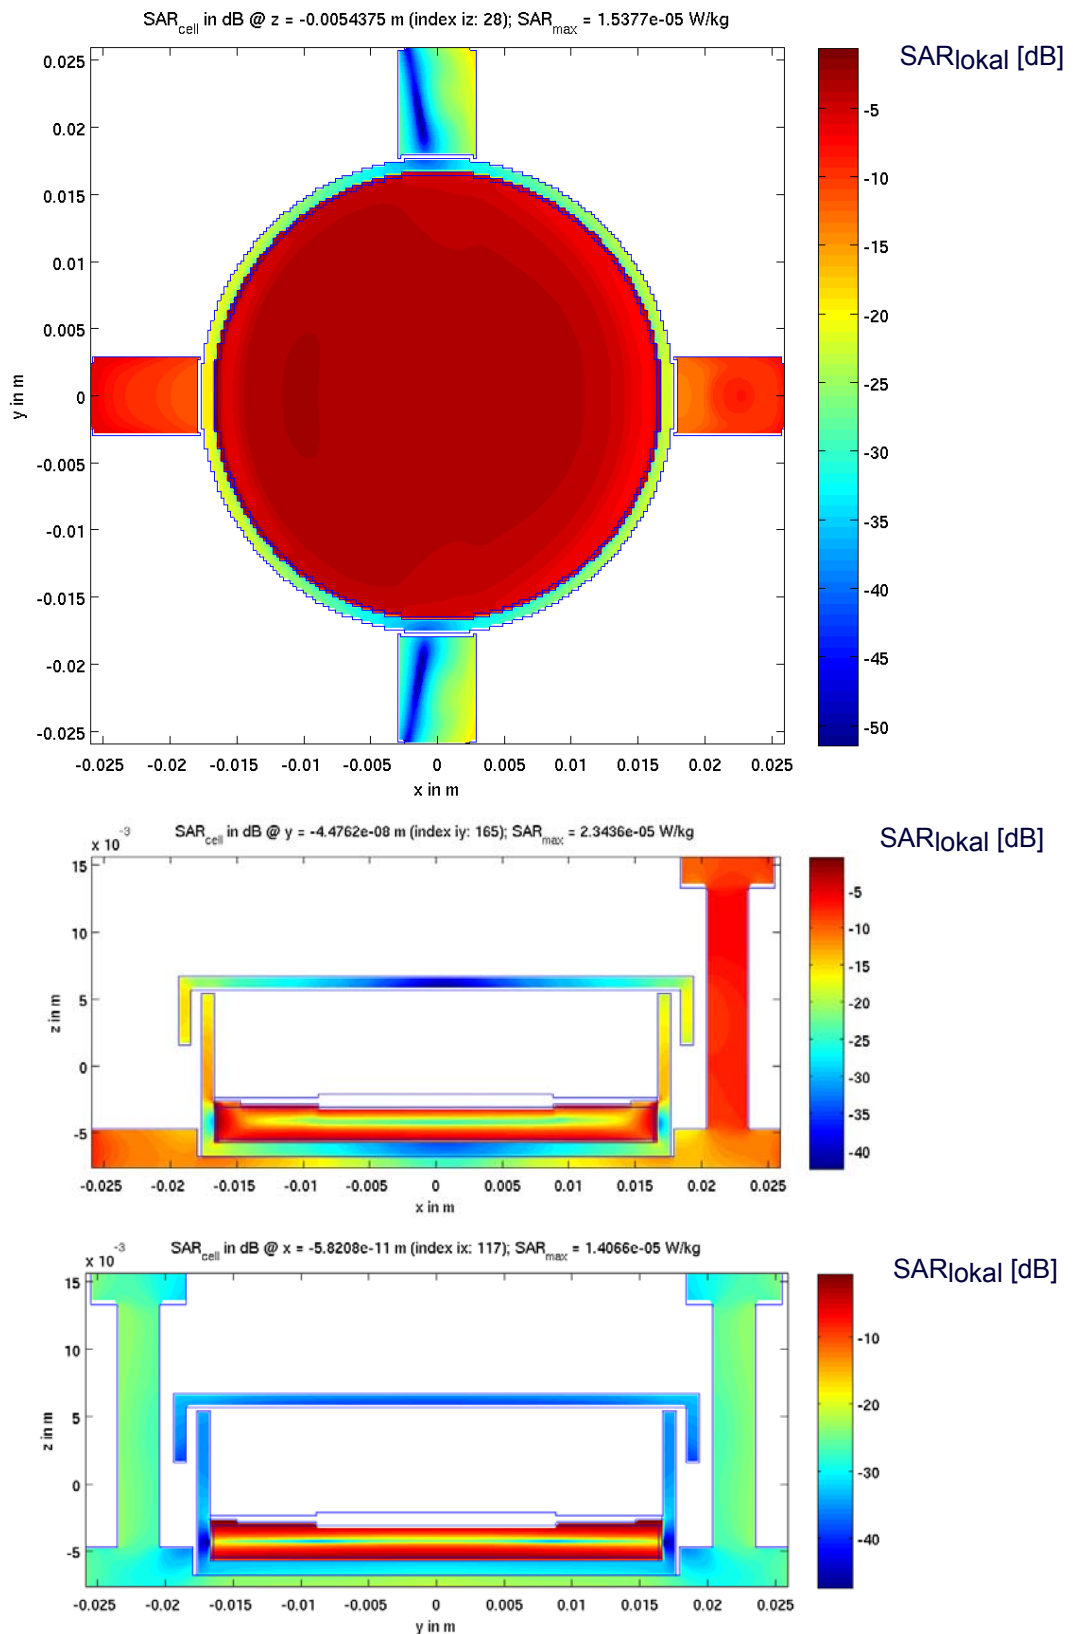 SARcell in dB @ z = -0.0054375 m (index iz: 28); SARmax = 1.5377e-05 W/kg
SARlokal [dB]
0.025
0.02
0.015
0.01
0.005
0
-0.005
-0.01
-0.015
-0.02
-0.025
y in m
-0.025 -0.02 -0.015 -0.01 -0.005 0 0.005 0.01 0.015 0.02 0.025
x in m
-5
-10
-15
-20
-25
-30
-35
-40
-45
-50
SARcell in dB @ y = -4.4762e-08 m (index iy: 165); SARmax = 2.3436e-05 W/kg
SARlokal [dB]
x 10 -3
15
10
5
0
-5
z in m
-0.025 -0.02 -0.015 -0.01 -0.005 0 0.005 0.01 0.015 0.02 0.025
x in m
-5
-10
-15
-20
-25
-30
-35
-40
SARcell in dB @ x = -5.8208e-11 m (index ix: 117); SARmax = 1.4066e-05 W/kg
SARlokal [dB]
x 10 -3
15
10
5
0
-5
z in m
-0.025 -0.02 -0.015 -0.01 -0.005 0 0.005 0.01 0.015 0.02 0.025
y in m
-10
-20
-30
-40